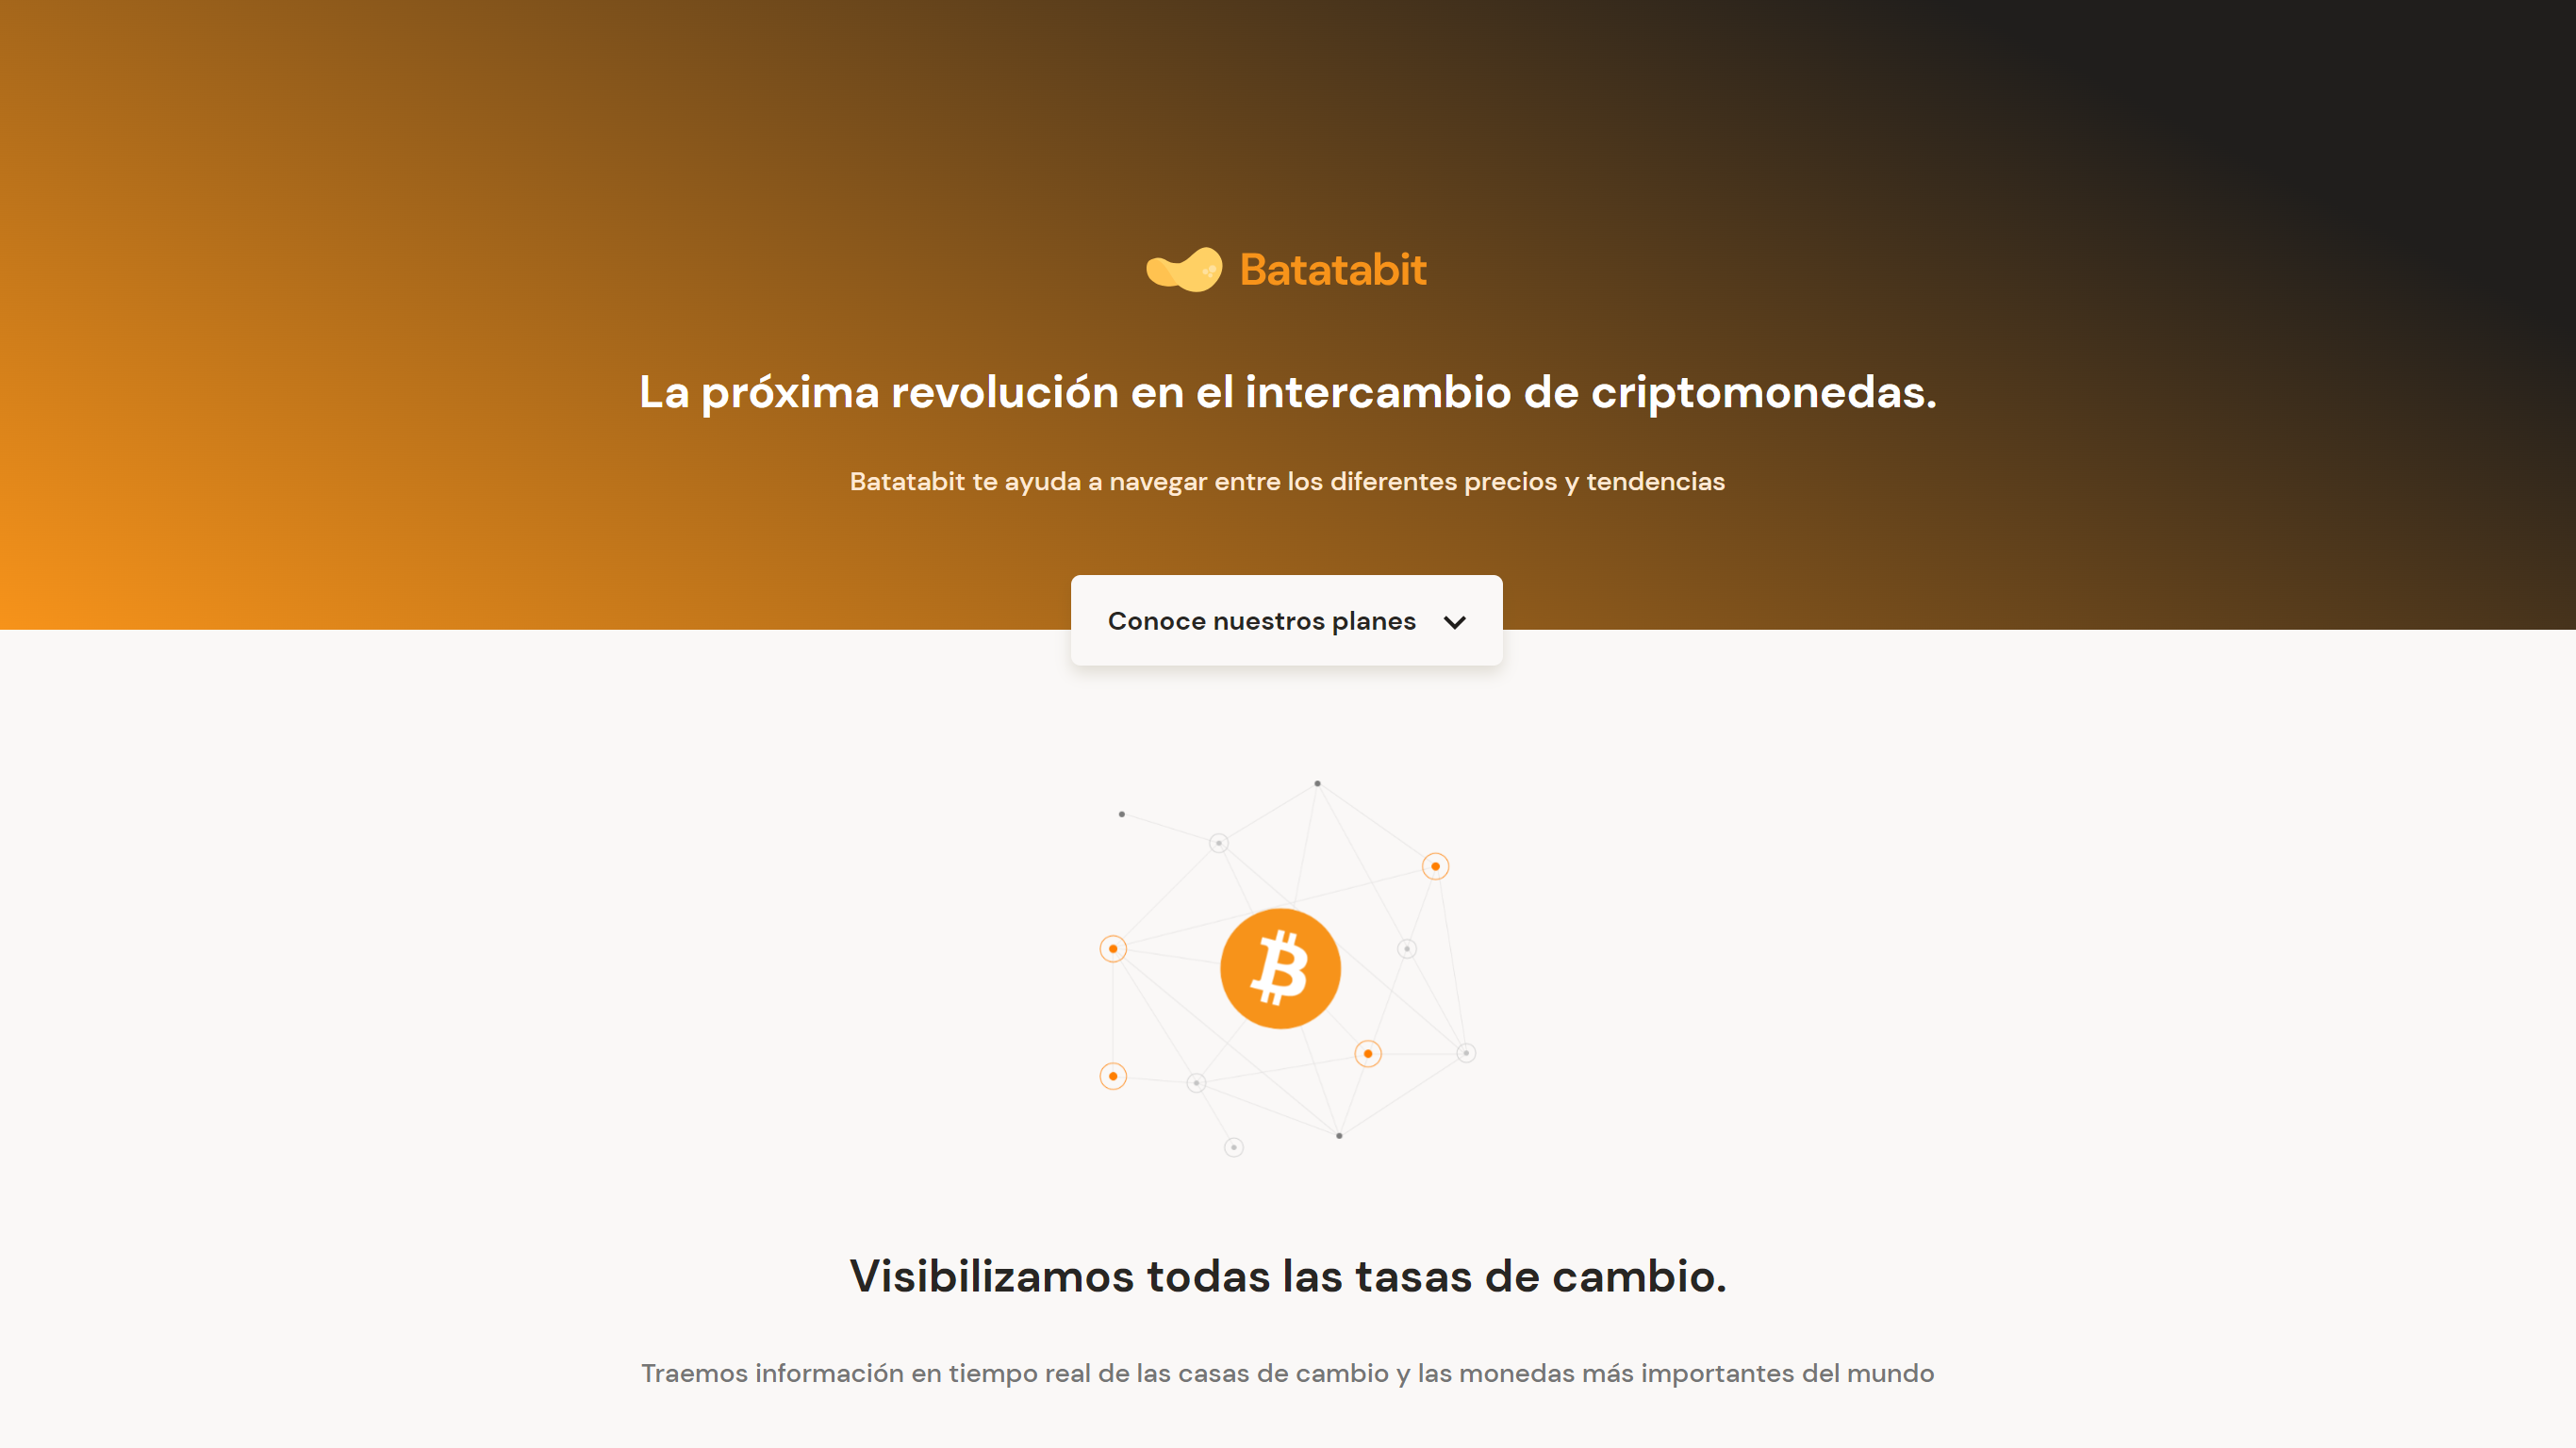 Batatabit
La próxima revolución en el intercambio de criptomonedas.
Batatabit te ayuda a navegar entre los diferentes precios y tendencias
Conoce nuestros planes
Visibilizamos todas las tasas de cambio.
Traemos información en tiempo real de las casas de cambio y las monedas más importantes del mundo